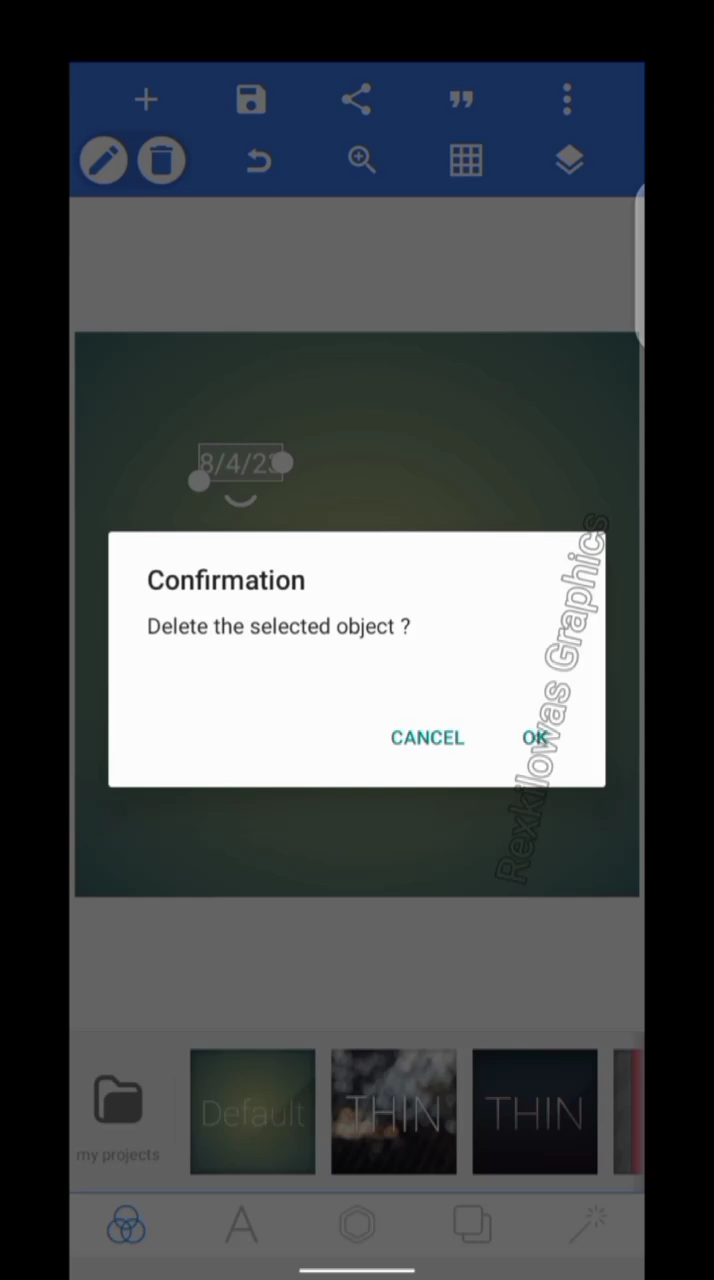 8/4/23
Confirmation
Delete the selected object ?
CANCEL
OK
Rexkilowas Graphics
my projects
Default
THIN
THIN